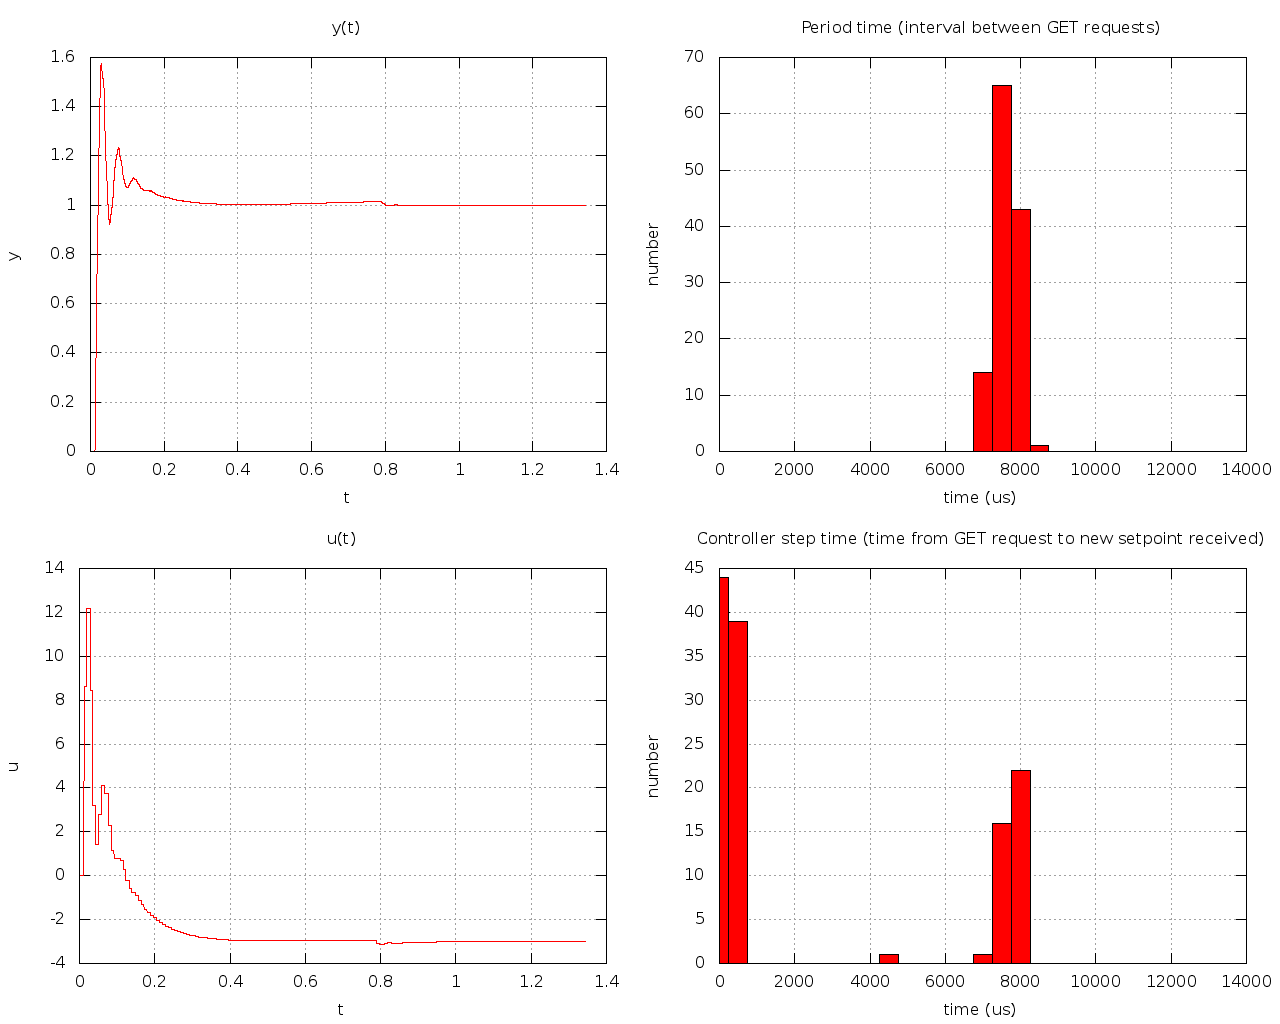 y(t)
1.6
1.4
1.2
1
0.8
0.6
0.4
0.2
0
y
0 0.2 0.4 0.6 0.8 1 1.2 1.4
t
Period time (interval between GET requests)
70
60
50
40
30
20
10
0
number
0 2000 4000 6000 8000 10000 12000 14000
time (us)
u(t)
14
12
10
8
6
4
2
0
-2
-4
u
0 0.2 0.4 0.6 0.8 1 1.2 1.4
t
Controller step time (time from GET request to new setpoint received)
45
40
35
30
25
20
15
10
5
0
number
0 2000 4000 6000 8000 10000 12000 14000
time (us)